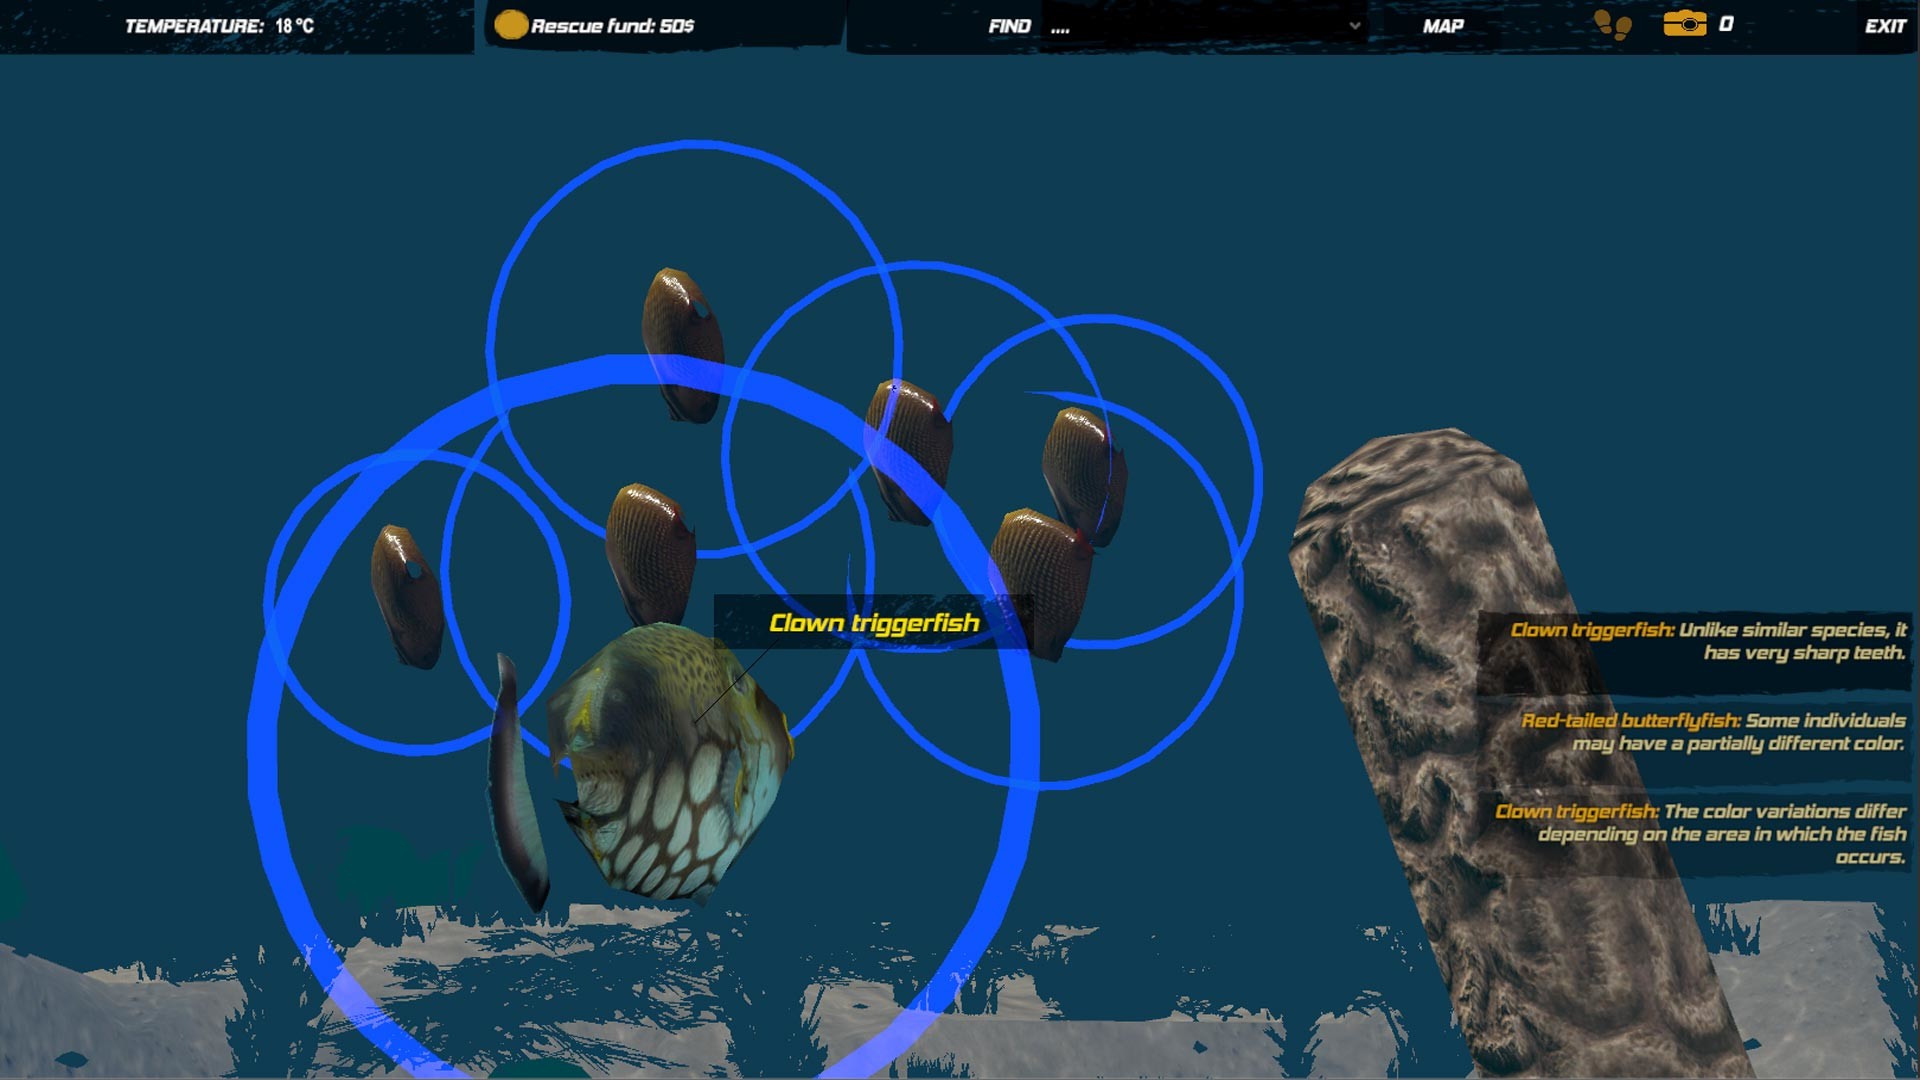 TEMPERATURE: 18 °C
Rescue fund: 50$
FIND ....
MAP
0
EXIT
Clown triggerfish
Clown triggerfish: Unlike similar species, it
has very sharp teeth.
Red-tailed butterflyfish: Some individuals
may have a partially different color.
Clown triggerfish: The color variations differ
depending on the area in which the fish
occurs.